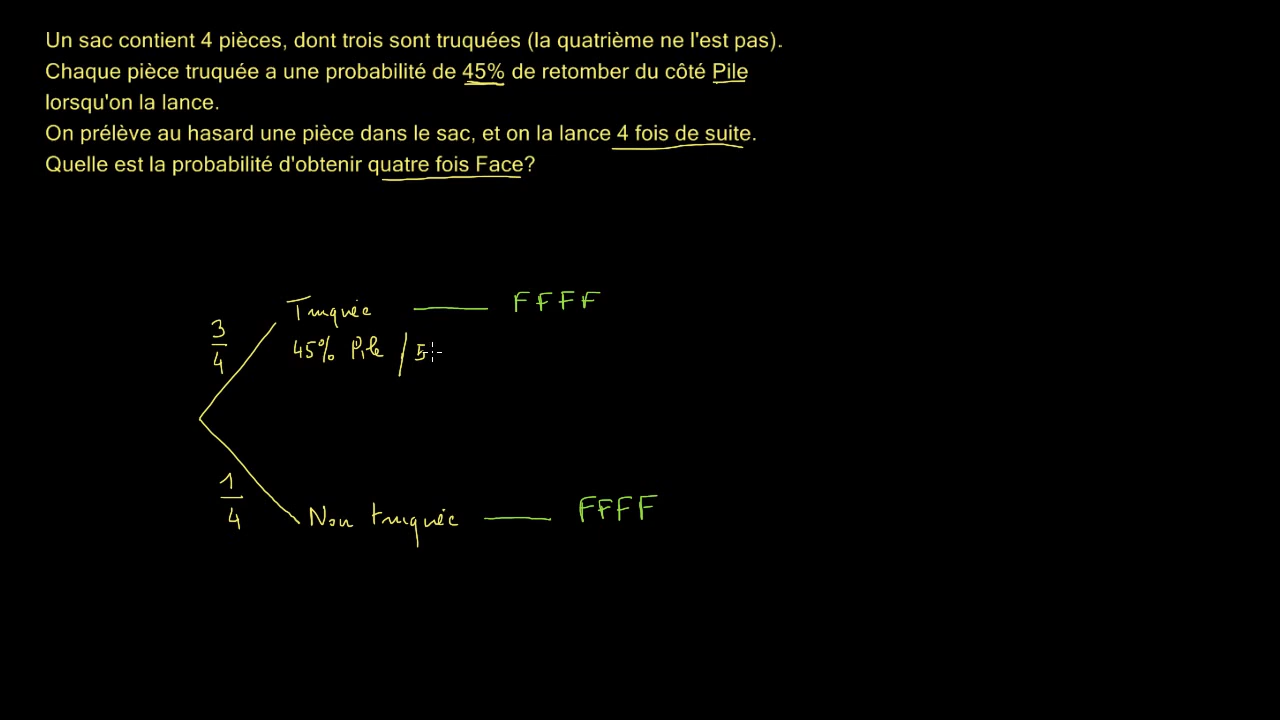 Un sac contient 4 pièces, dont trois sont truquées (la quatrième ne l'est pas).
Chaque pièce truquée a une probabilité de 45% de retomber du côté Pile
lorsqu'on la lance.
On prélève au hasard une pièce dans le sac, et on la lance 4 fois de suite.
Quelle est la probabilité d'obtenir quatre fois Face?
3/4
Truquée
FFFF
45% Pile / 5
1/4
Non truquée
FFFF